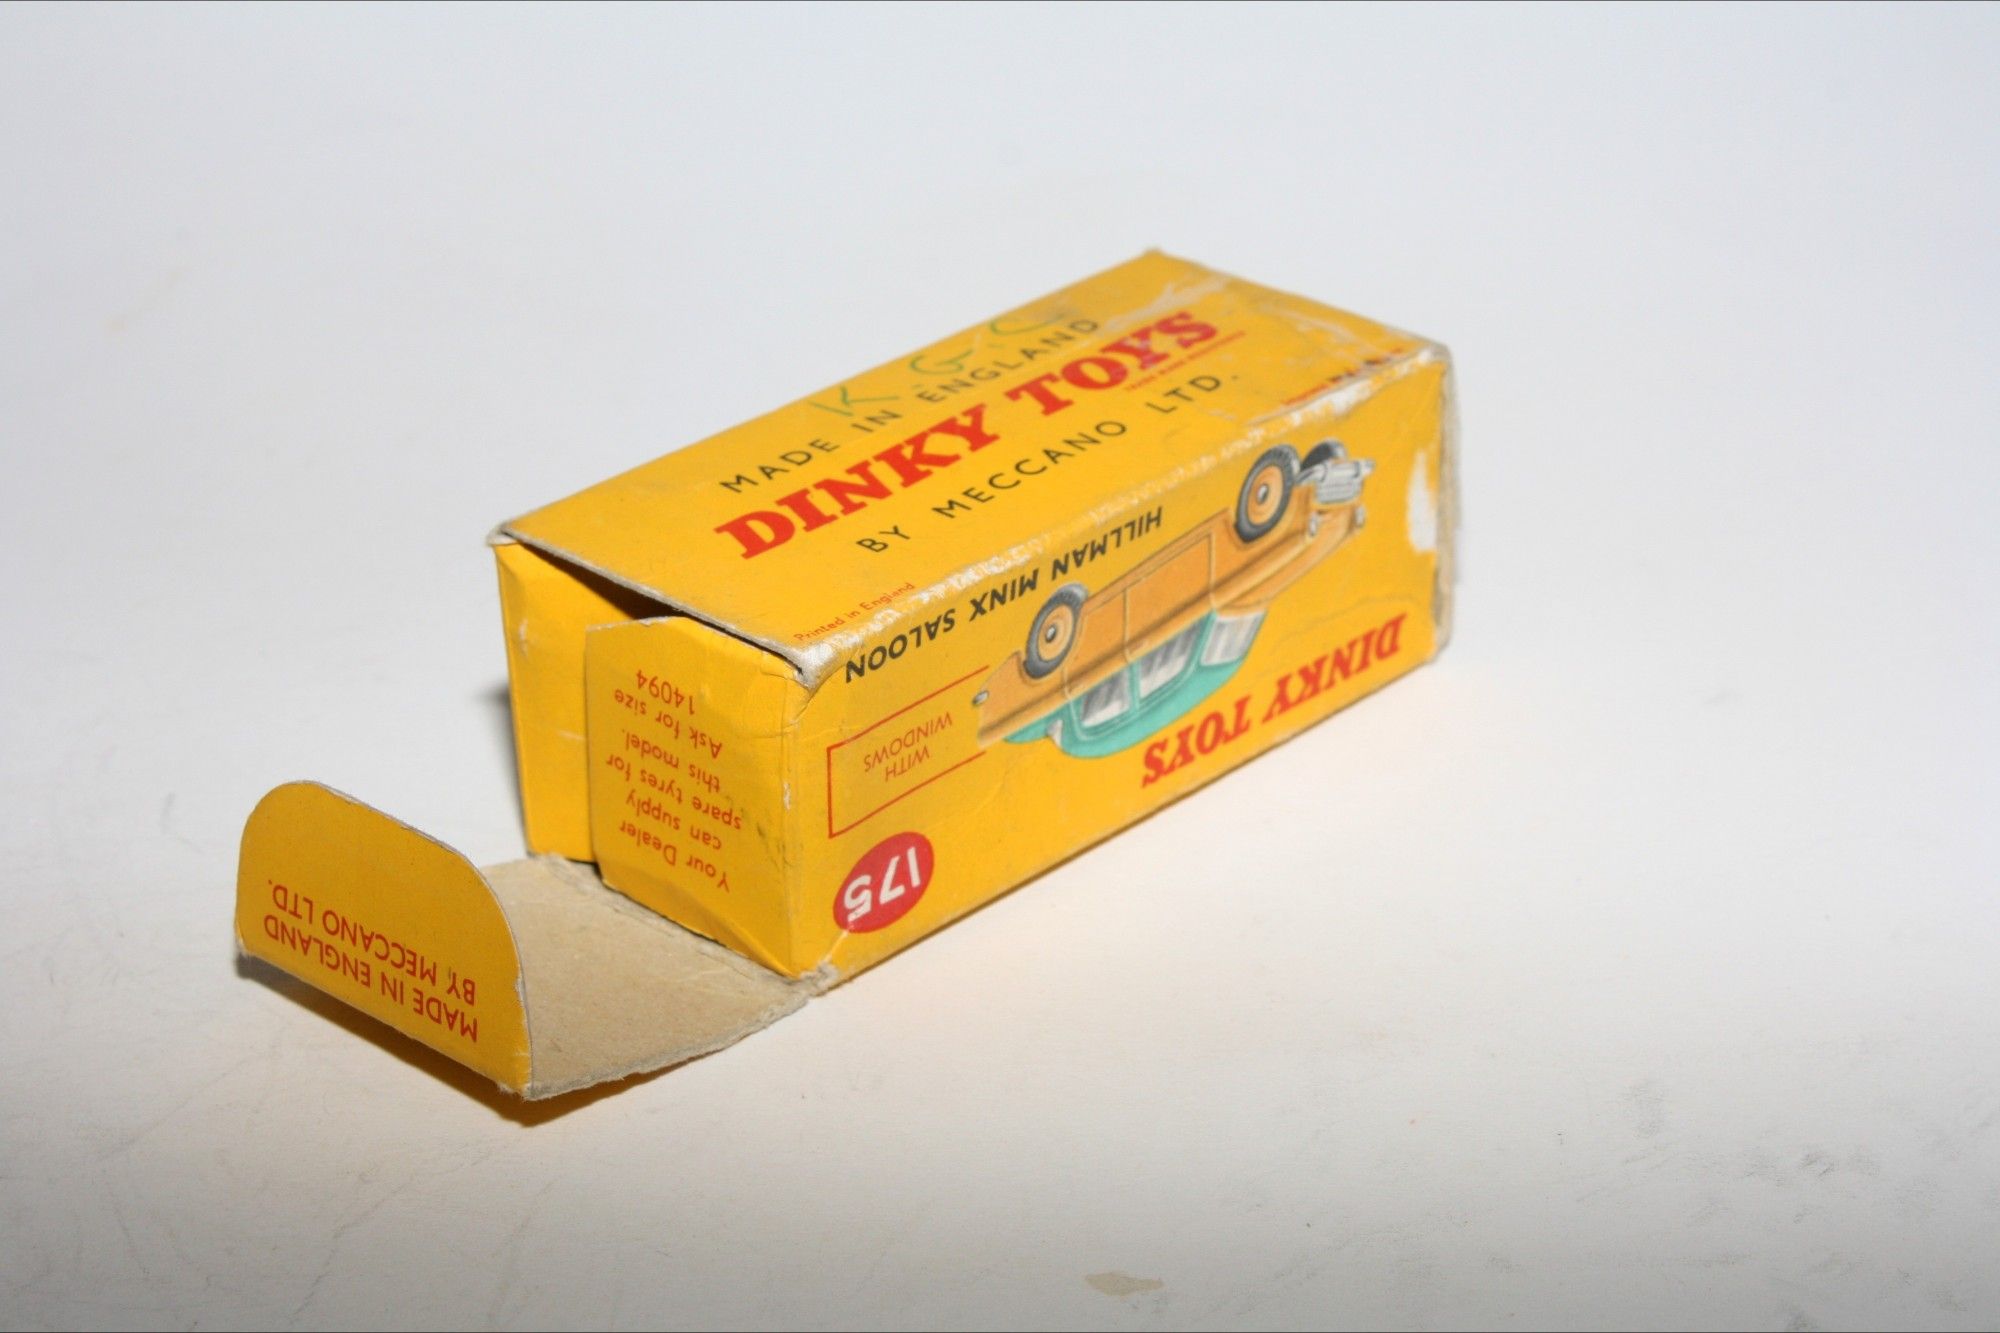 K.G.C
MADE IN ENGLAND
DINKY TOYS
TRADE MARK
BY MECCANO LTD.
Printed in England
HILLMAN MINX SALOON
WITH
WINDOWS
DINKY TOYS
175
Your Dealer
can supply
spare tyres for
this model.
Ask for size
14094
MADE IN ENGLAND
BY MECCANO LTD.